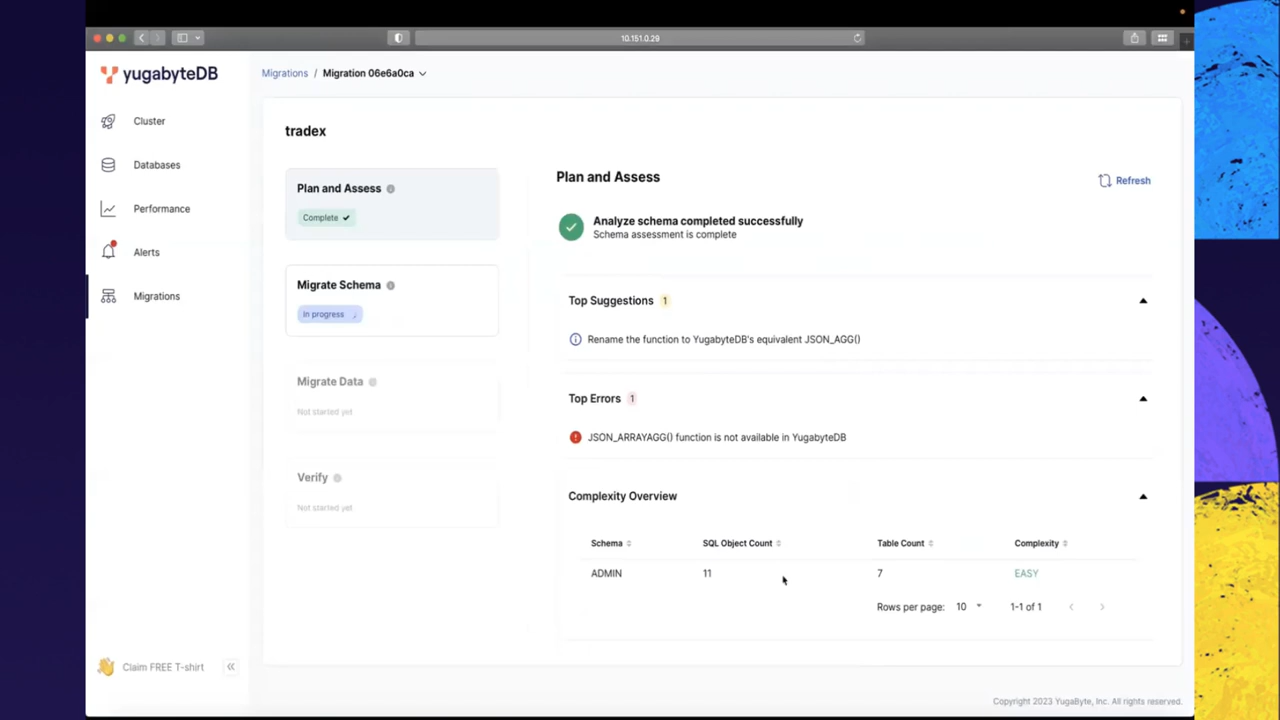 10.151.0.29
yugabyteDB
Migrations / Migration 06e6a0ca
Cluster
Databases
Performance
Alerts
Migrations
Claim FREE T-shirt
tradex
Plan and Assess
Complete
Migrate Schema
In progress
Migrate Data
Not started yet
Verify
Not started yet
Plan and Assess
Refresh
Analyze schema completed successfully
Schema assessment is complete
Top Suggestions 1
Rename the function to YugabyteDB's equivalent JSON_AGG()
Top Errors 1
JSON_ARRAYAGG() function is not available in YugabyteDB
Complexity Overview
Schema SQL Object Count Table Count Complexity
ADMIN 11 7 EASY
Rows per page: 10 1-1 of 1
Copyright 2023 YugaByte, Inc. All rights reserved.